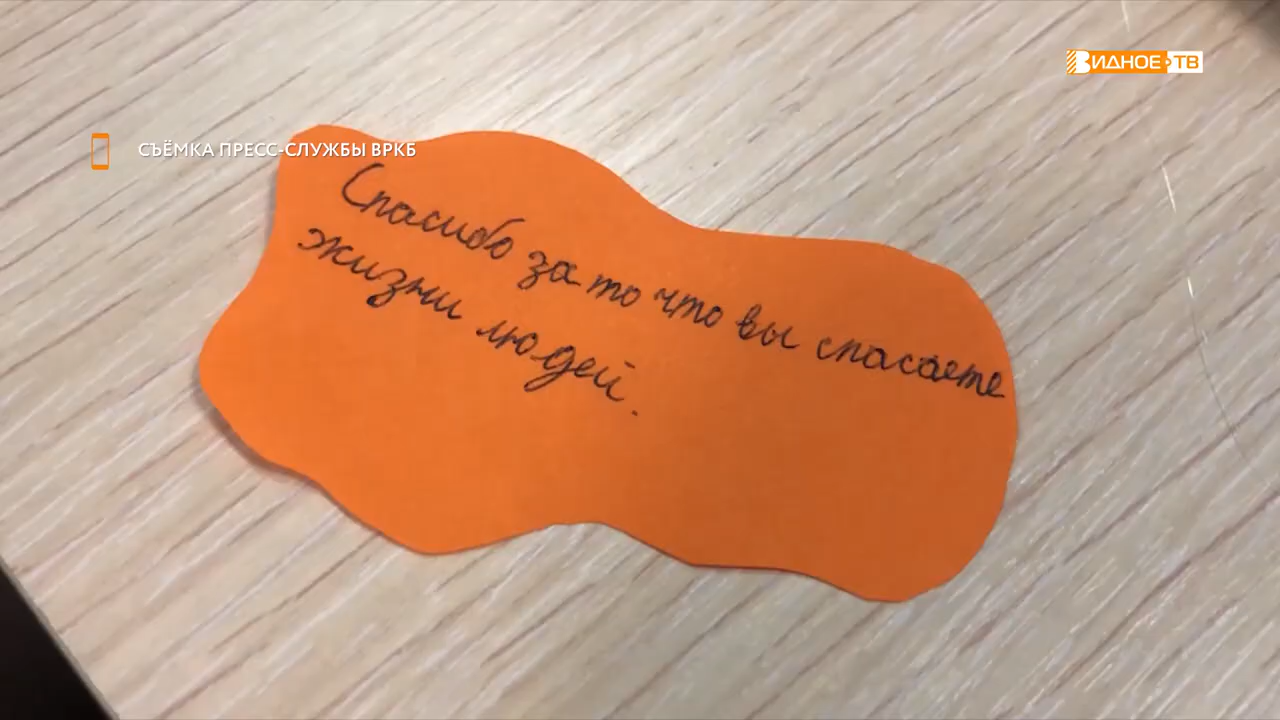 ВИДНОЕ-ТВ
СЪЁМКА ПРЕСС-СЛУЖБЫ ВРКБ
Спасибо за то что вы спасаете
жизни людей.